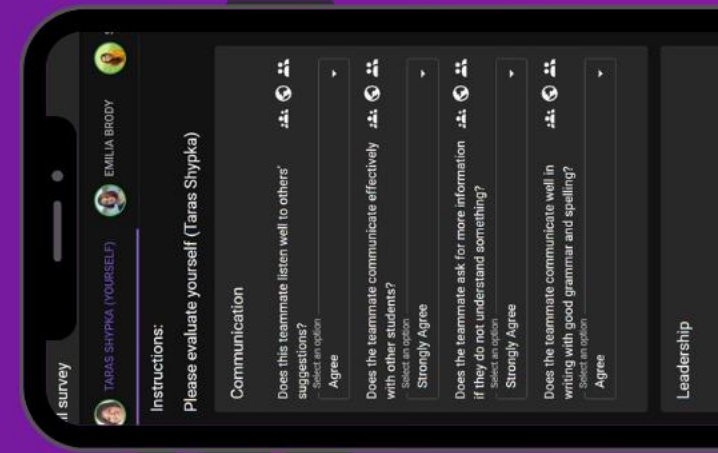 il survey
TARAS SHYPKA (YOURSELF)
EMILIA BRODY
Instructions:
Please evaluate yourself (Taras Shypka)
Communication
Does this teammate listen well to others'
suggestions?
Select an option
Agree
Does the teammate communicate effectively
with other students?
Select an option
Strongly Agree
Does the teammate ask for more information
if they do not understand something?
Select an option
Strongly Agree
Does the teammate communicate well in
writing with good grammar and spelling?
Select an option
Agree
Leadership